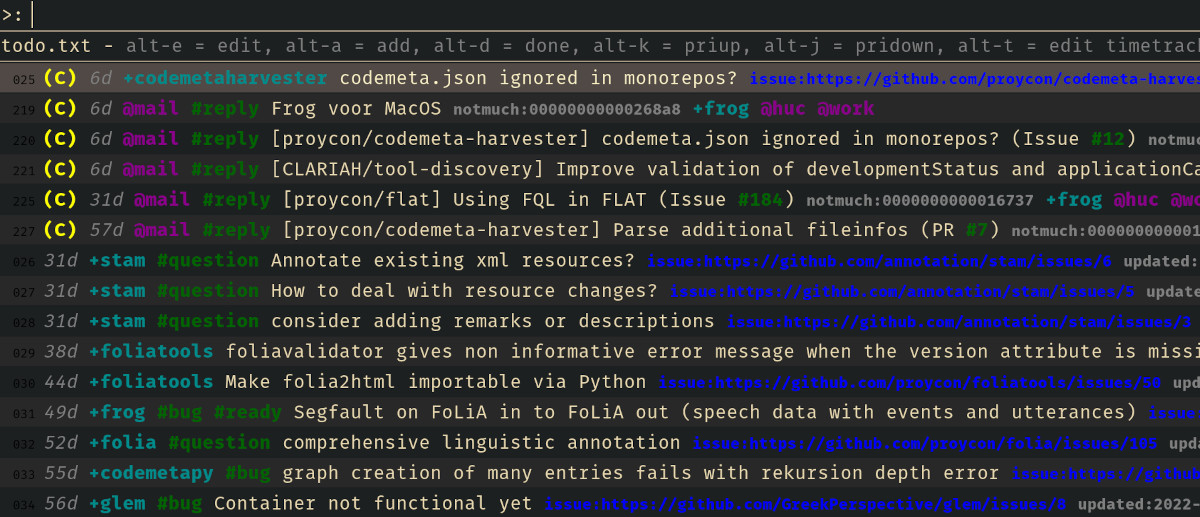 >:
todo.txt - alt-e = edit, alt-a = add, alt-d = done, alt-k = priup, alt-j = pridown, alt-t = edit timetrac
025 (C) 6d +codemetaharvester codemeta.json ignored in monorepos? issue:https://github.com/proycon/codemeta-harves
219 (C) 6d @mail #reply Frog voor MacOS notmuch:00000000000268a8 +frog @huc @work
220 (C) 6d @mail #reply [proycon/codemeta-harvester] codemeta.json ignored in monorepos? (Issue #12) notmuc
221 (C) 6d @mail #reply [CLARIAH/tool-discovery] Improve validation of developmentStatus and applicationCa
225 (C) 31d @mail #reply [proycon/flat] Using FQL in FLAT (Issue #184) notmuch:0000000000016737 +frog @huc @wo
227 (C) 57d @mail #reply [proycon/codemeta-harvester] Parse additional fileinfos (PR #7) notmuch:000000000001
026 31d +stam #question Annotate existing xml resources? issue:https://github.com/annotation/stam/issues/6 updated:
027 31d +stam #question How to deal with resource changes? issue:https://github.com/annotation/stam/issues/5 update
028 31d +stam #question consider adding remarks or descriptions issue:https://github.com/annotation/stam/issues/3
029 38d +foliatools foliavalidator gives non informative error message when the version attribute is missi
030 44d +foliatools Make folia2html importable via Python issue:https://github.com/proycon/foliatools/issues/50 upd
031 49d +frog #bug #ready Segfault on FoLiA in to FoLiA out (speech data with events and utterances) issue:
032 52d +folia #question comprehensive linguistic annotation issue:https://github.com/proycon/folia/issues/105 upda
033 55d +codemetapy #bug graph creation of many entries fails with rekursion depth error issue:https://github
034 56d +glem #bug Container not functional yet issue:https://github.com/GreekPerspective/glem/issues/8 updated:2022-